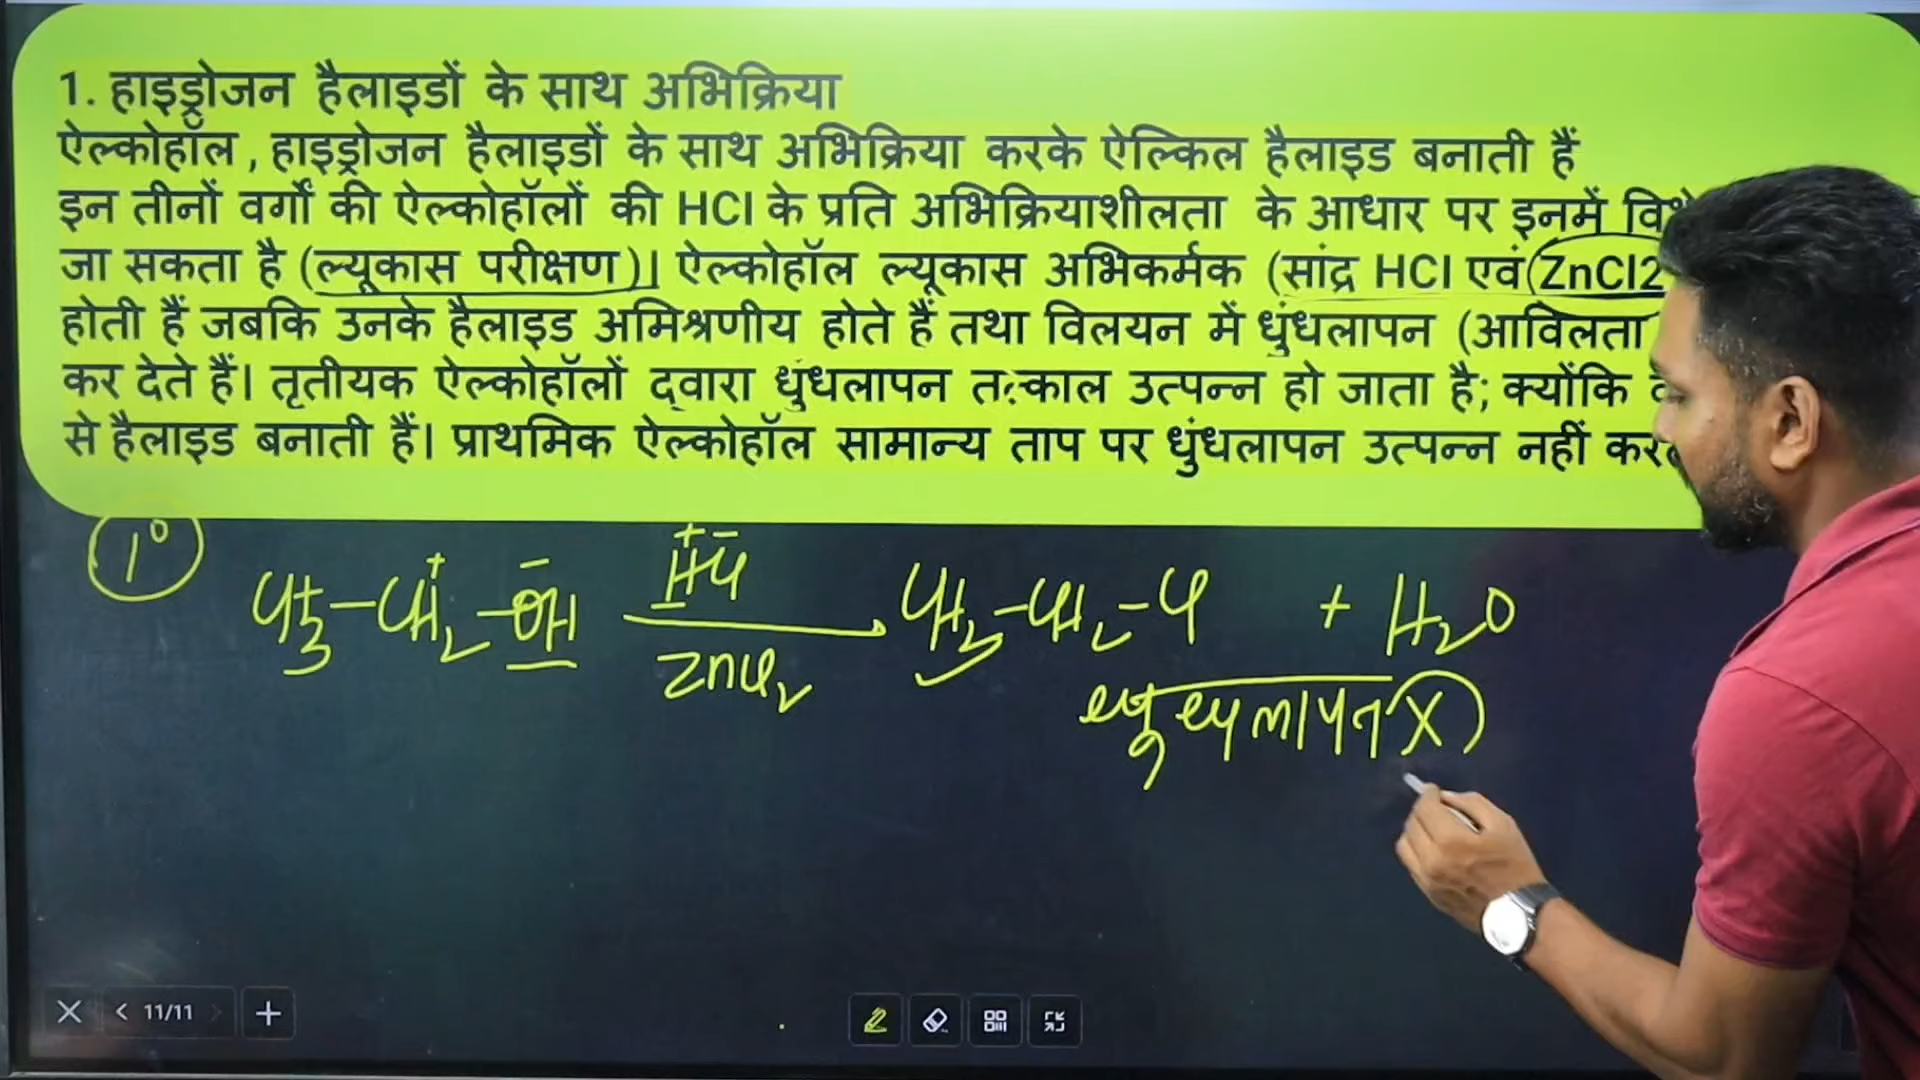 1. हाइड्रोजन हैलाइडों के साथ अभिक्रिया
ऐल्कोहॉल , हाइड्रोजन हैलाइडों के साथ अभिक्रिया करके ऐल्किल हैलाइड बनाती हैं
इन तीनों वर्गों की ऐल्कोहॉलों की HCl के प्रति अभिक्रियाशीलता के आधार पर इनमें
जा सकता है (ल्यूकास परीक्षण)। ऐल्कोहॉल ल्यूकास अभिकर्मक (सांद्र HCl एवं ZnCl2
होती हैं जबकि उनके हैलाइड अमिश्रणीय होते हैं तथा विलयन में धुंधलापन (आविलता
कर देते हैं। तृतीयक ऐल्कोहॉलों द्वारा धुंधलापन तत्काल उत्पन्न हो जाता है; क्योंकि
से हैलाइड बनाती हैं। प्राथमिक ऐल्कोहॉल सामान्य ताप पर धुंधलापन उत्पन्न नहीं
1⁰
+ − + −
CH3-CH2-OH HCl CH3-CH2-Cl + H2O
ZnCl2
धुंधलापन (X)
11/11